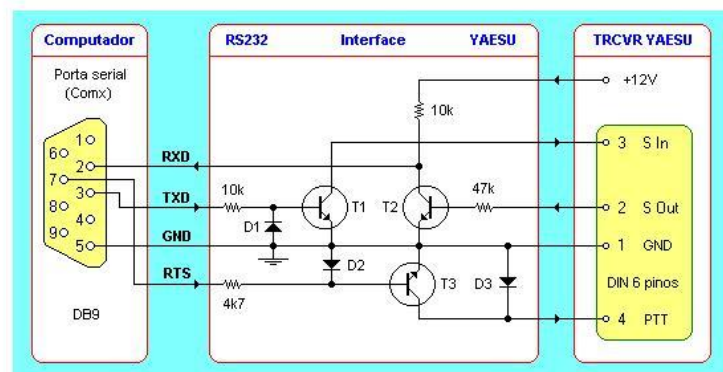 Computador
Porta serial
(Comx)
1
6
2
7
3
8
4
9
5
DB9
RS232 Interface YAESU
10k
RXD
TXD
10k
T1
T2
47k
D1
GND
D2
RTS
4k7
T3
D3
TRCVR YAESU
+12V
3 S In
2 S Out
1 GND
DIN 6 pinos
4 PTT